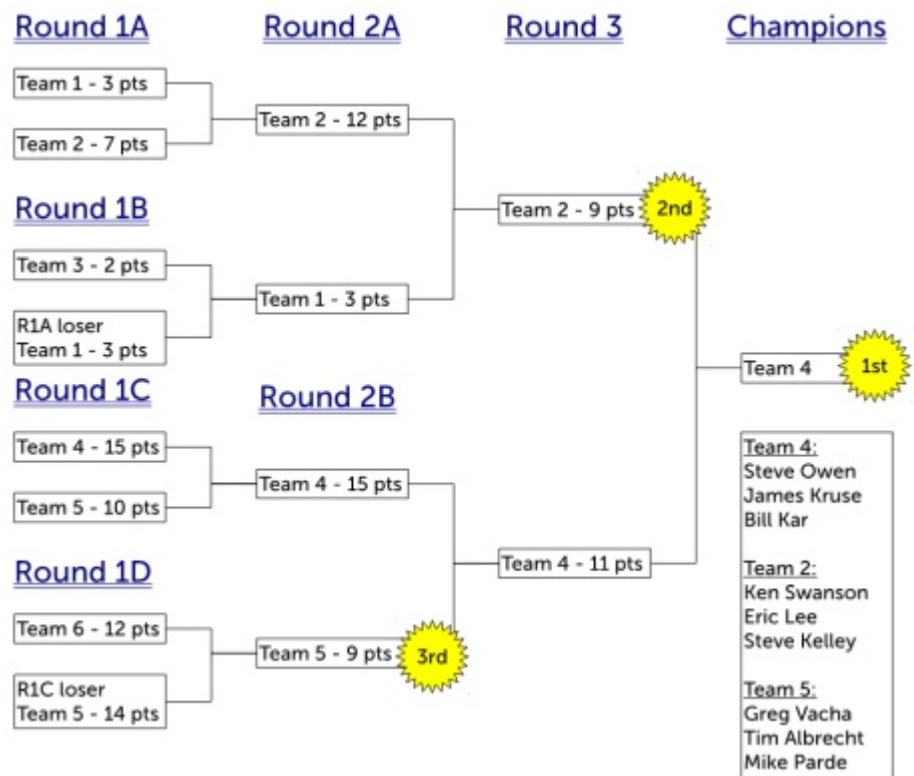 Round 1A
Round 2A
Round 3
Champions
Team 1 - 3 pts
Team 2 - 7 pts
Team 2 - 12 pts
Round 1B
Team 2 - 9 pts
2nd
Team 3 - 2 pts
Team 1 - 3 pts
R1A loser
Team 1 - 3 pts
Team 4
1st
Round 1C
Round 2B
Team 4 - 15 pts
Team 5 - 10 pts
Team 4 - 15 pts
Round 1D
Team 4 - 11 pts
Team 6 - 12 pts
Team 5 - 9 pts
3rd
R1C loser
Team 5 - 14 pts
Team 4:
Steve Owen
James Kruse
Bill Kar
Team 2:
Ken Swanson
Eric Lee
Steve Kelley
Team 5:
Greg Vacha
Tim Albrecht
Mike Parde